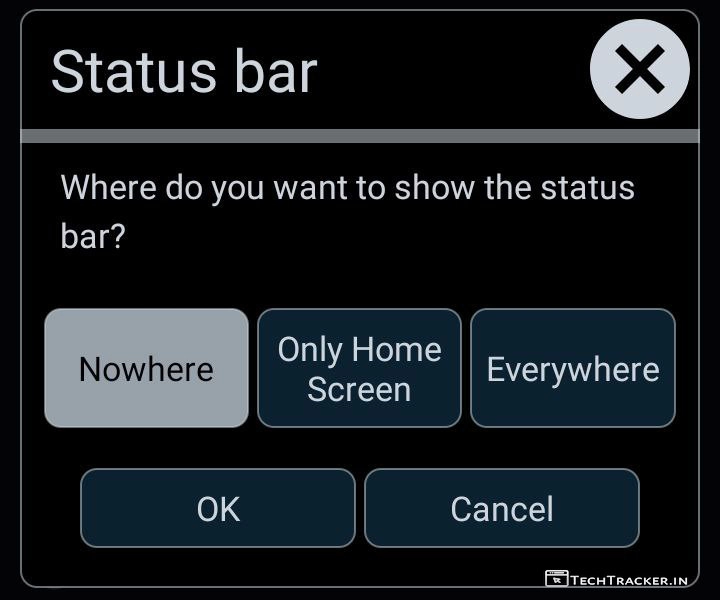 Status bar
Where do you want to show the status
bar?
Nowhere
Only Home
Screen
Everywhere
OK
Cancel
TECHTRACKER.IN